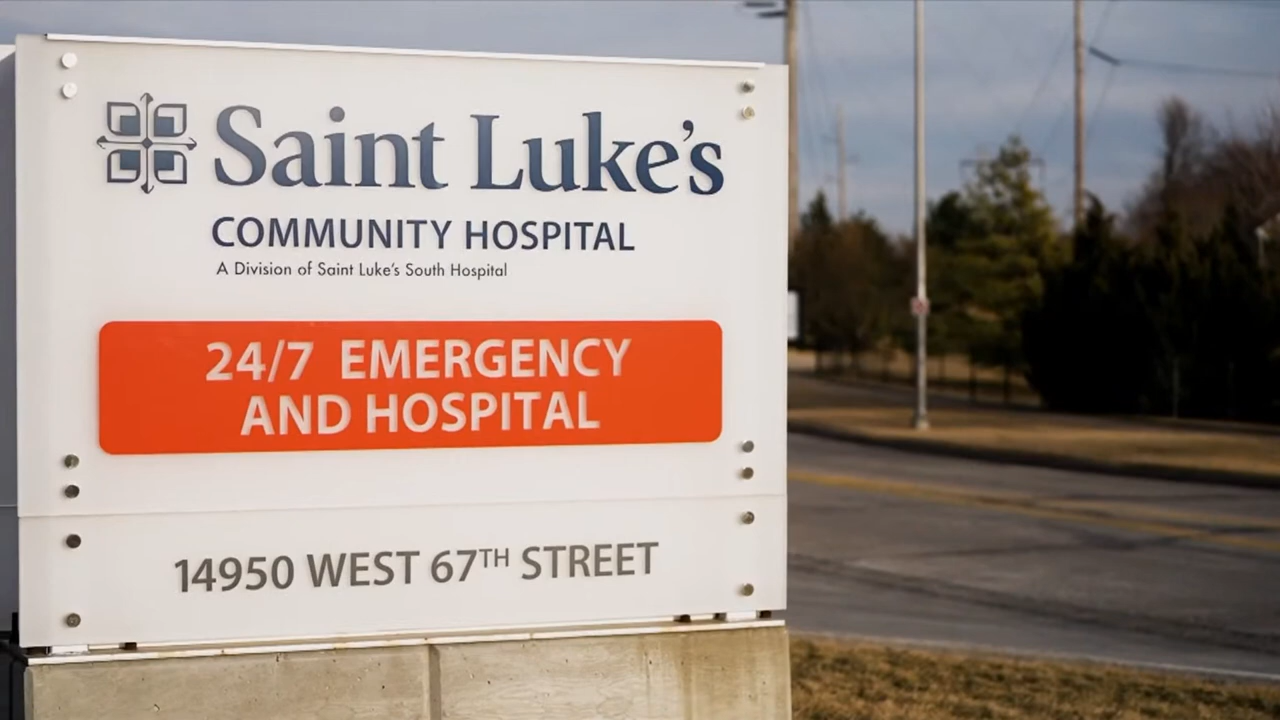 Saint Luke's
COMMUNITY HOSPITAL
A Division of Saint Luke's South Hospital
24/7 EMERGENCY
AND HOSPITAL
14950 WEST 67TH STREET